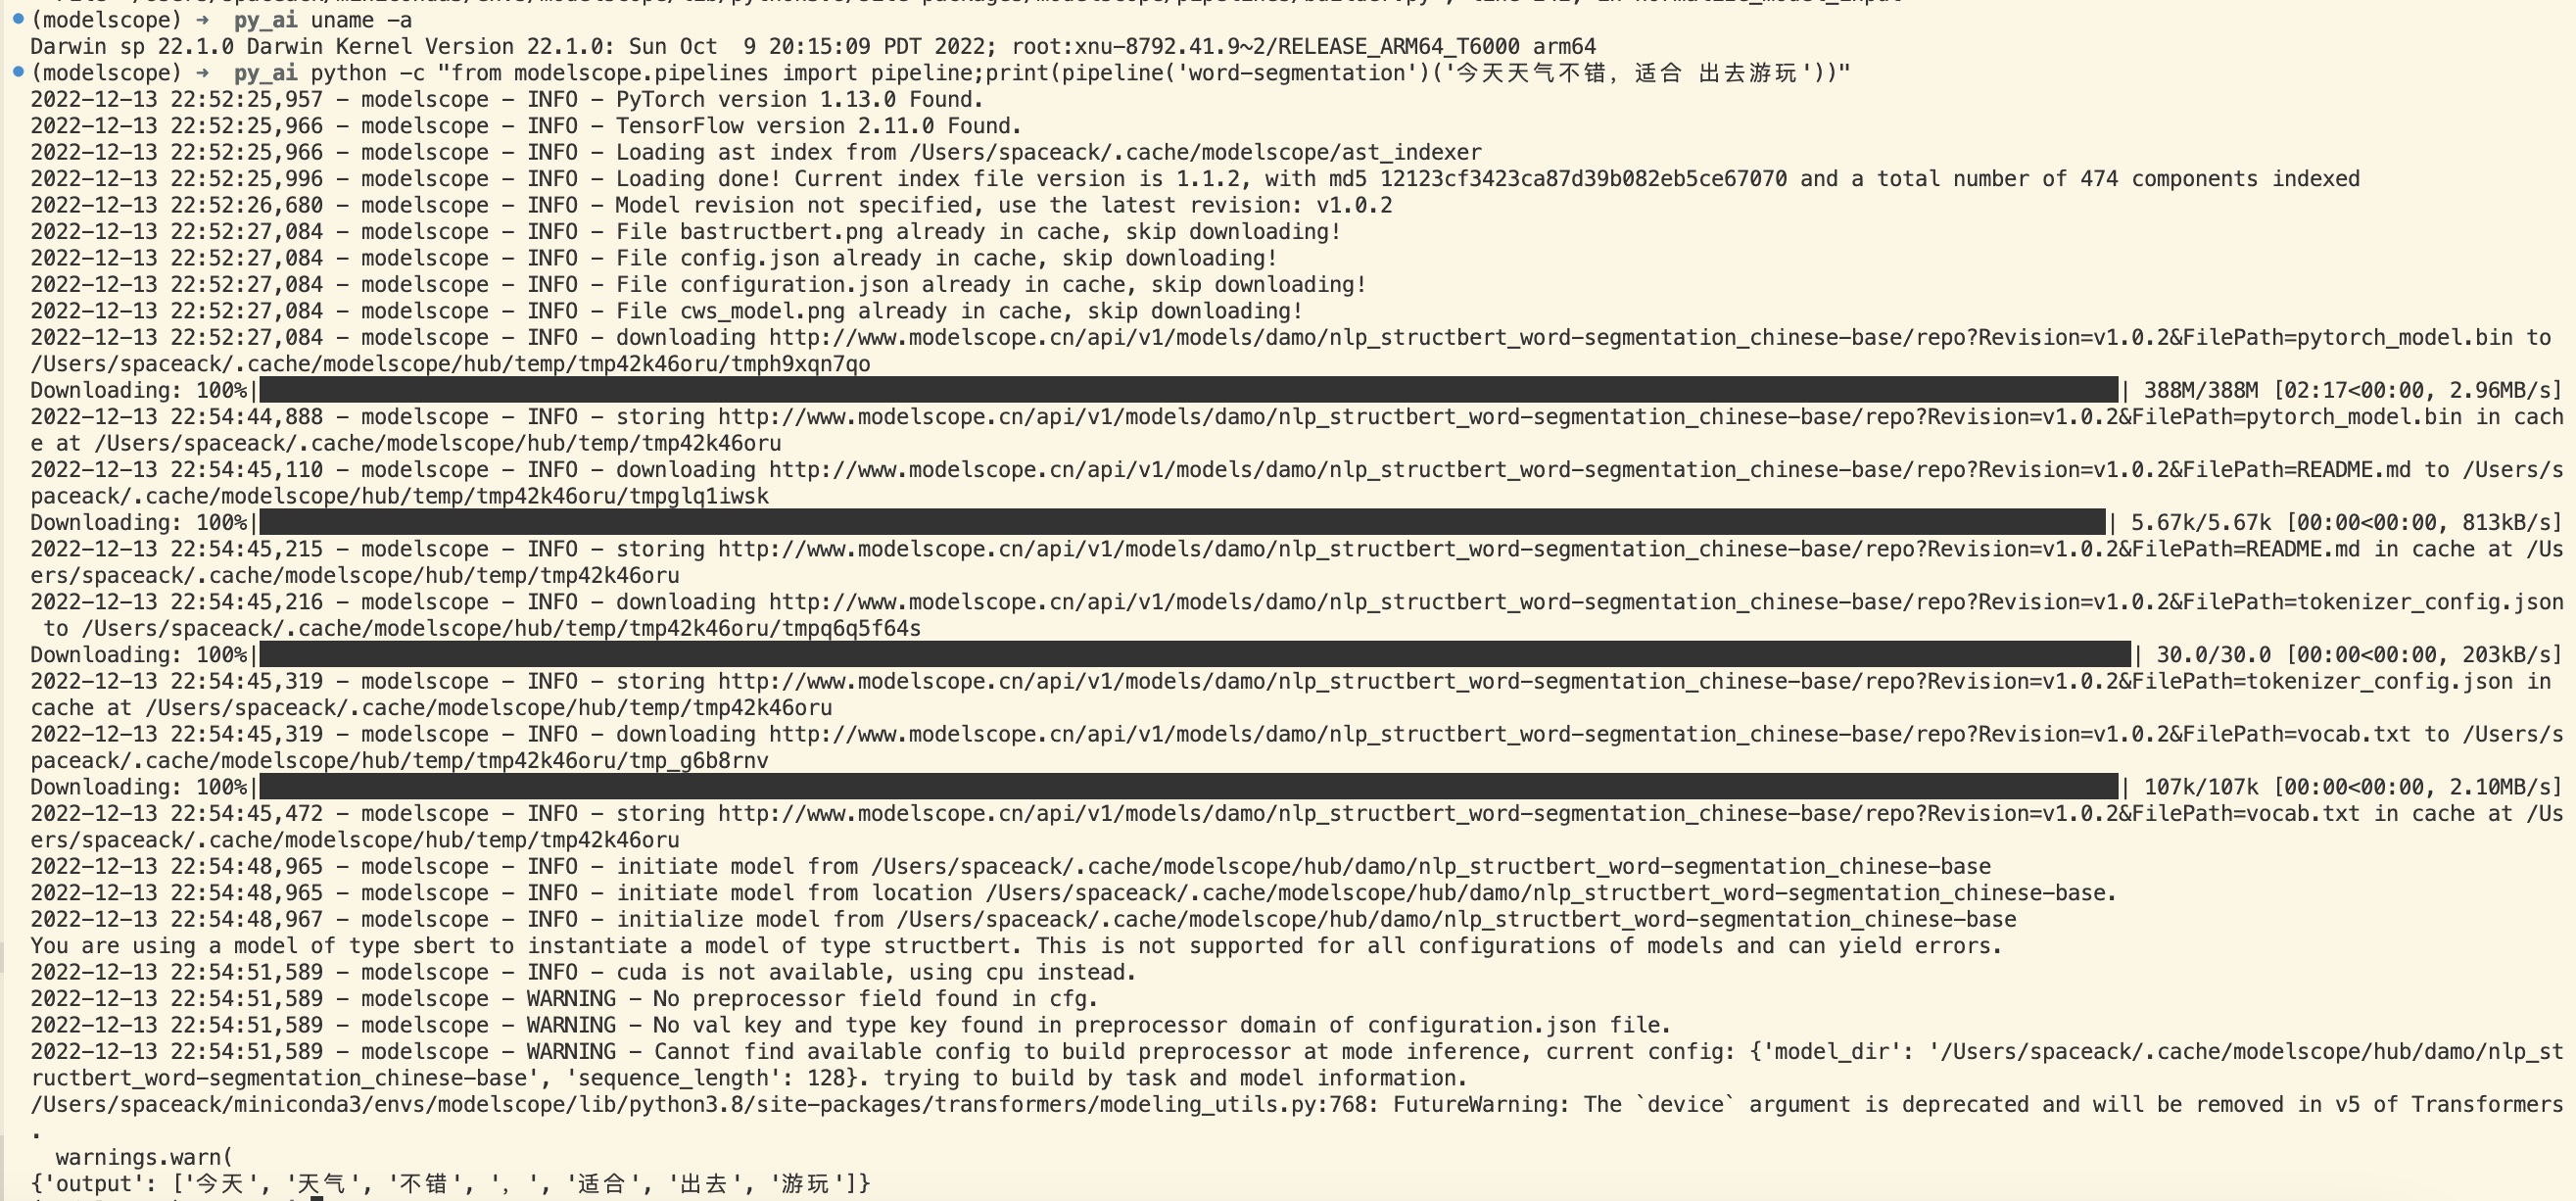 (modelscope) ➜  py_ai uname -a
Darwin sp 22.1.0 Darwin Kernel Version 22.1.0: Sun Oct  9 20:15:09 PDT 2022; root:xnu-8792.41.9~2/RELEASE_ARM64_T6000 arm64
(modelscope) ➜  py_ai python -c "from modelscope.pipelines import pipeline;print(pipeline('word-segmentation')('今天天气不错，适合 出去游玩'))"
2022-12-13 22:52:25,957 - modelscope - INFO - PyTorch version 1.13.0 Found.
2022-12-13 22:52:25,966 - modelscope - INFO - TensorFlow version 2.11.0 Found.
2022-12-13 22:52:25,966 - modelscope - INFO - Loading ast index from /Users/spaceack/.cache/modelscope/ast_indexer
2022-12-13 22:52:25,996 - modelscope - INFO - Loading done! Current index file version is 1.1.2, with md5 12123cf3423ca87d39b082eb5ce67070 and a total number of 474 components indexed
2022-12-13 22:52:26,680 - modelscope - INFO - Model revision not specified, use the latest revision: v1.0.2
2022-12-13 22:52:27,084 - modelscope - INFO - File bastructbert.png already in cache, skip downloading!
2022-12-13 22:52:27,084 - modelscope - INFO - File config.json already in cache, skip downloading!
2022-12-13 22:52:27,084 - modelscope - INFO - File configuration.json already in cache, skip downloading!
2022-12-13 22:52:27,084 - modelscope - INFO - File cws_model.png already in cache, skip downloading!
2022-12-13 22:52:27,084 - modelscope - INFO - downloading http://www.modelscope.cn/api/v1/models/damo/nlp_structbert_word-segmentation_chinese-base/repo?Revision=v1.0.2&FilePath=pytorch_model.bin to
/Users/spaceack/.cache/modelscope/hub/temp/tmp42k46oru/tmph9xqn7qo
Downloading: 100%|██████████| 388M/388M [02:17<00:00, 2.96MB/s]
2022-12-13 22:54:44,888 - modelscope - INFO - storing http://www.modelscope.cn/api/v1/models/damo/nlp_structbert_word-segmentation_chinese-base/repo?Revision=v1.0.2&FilePath=pytorch_model.bin in cach
e at /Users/spaceack/.cache/modelscope/hub/temp/tmp42k46oru
2022-12-13 22:54:45,110 - modelscope - INFO - downloading http://www.modelscope.cn/api/v1/models/damo/nlp_structbert_word-segmentation_chinese-base/repo?Revision=v1.0.2&FilePath=README.md to /Users/s
paceack/.cache/modelscope/hub/temp/tmp42k46oru/tmpglq1iwsk
Downloading: 100%|██████████| 5.67k/5.67k [00:00<00:00, 813kB/s]
2022-12-13 22:54:45,215 - modelscope - INFO - storing http://www.modelscope.cn/api/v1/models/damo/nlp_structbert_word-segmentation_chinese-base/repo?Revision=v1.0.2&FilePath=README.md in cache at /Us
ers/spaceack/.cache/modelscope/hub/temp/tmp42k46oru
2022-12-13 22:54:45,216 - modelscope - INFO - downloading http://www.modelscope.cn/api/v1/models/damo/nlp_structbert_word-segmentation_chinese-base/repo?Revision=v1.0.2&FilePath=tokenizer_config.json
 to /Users/spaceack/.cache/modelscope/hub/temp/tmp42k46oru/tmpq6q5f64s
Downloading: 100%|██████████| 30.0/30.0 [00:00<00:00, 203kB/s]
2022-12-13 22:54:45,319 - modelscope - INFO - storing http://www.modelscope.cn/api/v1/models/damo/nlp_structbert_word-segmentation_chinese-base/repo?Revision=v1.0.2&FilePath=tokenizer_config.json in
cache at /Users/spaceack/.cache/modelscope/hub/temp/tmp42k46oru
2022-12-13 22:54:45,319 - modelscope - INFO - downloading http://www.modelscope.cn/api/v1/models/damo/nlp_structbert_word-segmentation_chinese-base/repo?Revision=v1.0.2&FilePath=vocab.txt to /Users/s
paceack/.cache/modelscope/hub/temp/tmp42k46oru/tmp_g6b8rnv
Downloading: 100%|██████████| 107k/107k [00:00<00:00, 2.10MB/s]
2022-12-13 22:54:45,472 - modelscope - INFO - storing http://www.modelscope.cn/api/v1/models/damo/nlp_structbert_word-segmentation_chinese-base/repo?Revision=v1.0.2&FilePath=vocab.txt in cache at /Us
ers/spaceack/.cache/modelscope/hub/temp/tmp42k46oru
2022-12-13 22:54:48,965 - modelscope - INFO - initiate model from /Users/spaceack/.cache/modelscope/hub/damo/nlp_structbert_word-segmentation_chinese-base
2022-12-13 22:54:48,965 - modelscope - INFO - initiate model from location /Users/spaceack/.cache/modelscope/hub/damo/nlp_structbert_word-segmentation_chinese-base.
2022-12-13 22:54:48,967 - modelscope - INFO - initialize model from /Users/spaceack/.cache/modelscope/hub/damo/nlp_structbert_word-segmentation_chinese-base
You are using a model of type sbert to instantiate a model of type structbert. This is not supported for all configurations of models and can yield errors.
2022-12-13 22:54:51,589 - modelscope - INFO - cuda is not available, using cpu instead.
2022-12-13 22:54:51,589 - modelscope - WARNING - No preprocessor field found in cfg.
2022-12-13 22:54:51,589 - modelscope - WARNING - No val key and type key found in preprocessor domain of configuration.json file.
2022-12-13 22:54:51,589 - modelscope - WARNING - Cannot find available config to build preprocessor at mode inference, current config: {'model_dir': '/Users/spaceack/.cache/modelscope/hub/damo/nlp_st
ructbert_word-segmentation_chinese-base', 'sequence_length': 128}. trying to build by task and model information.
/Users/spaceack/miniconda3/envs/modelscope/lib/python3.8/site-packages/transformers/modeling_utils.py:768: FutureWarning: The `device` argument is deprecated and will be removed in v5 of Transformers
.
  warnings.warn(
{'output': ['今天', '天气', '不错', '，', '适合', '出去', '游玩']}